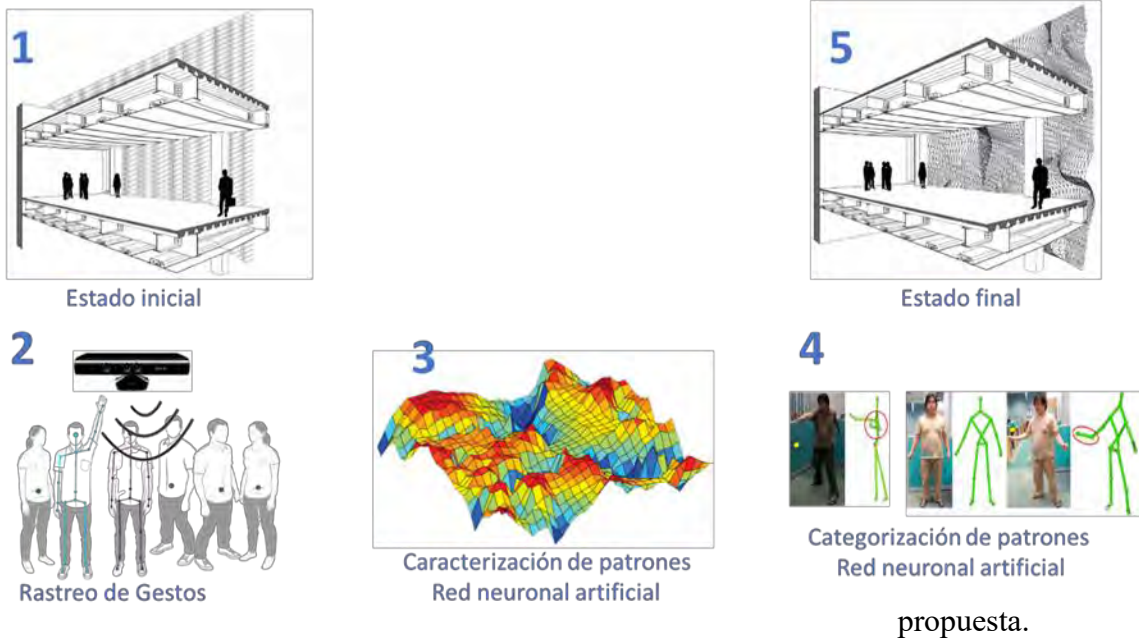 1
Estado inicial
2
Rastreo de Gestos
3
Caracterización de patrones
Red neuronal artificial
4
Categorización de patrones
Red neuronal artificial
5
Estado final
propuesta.